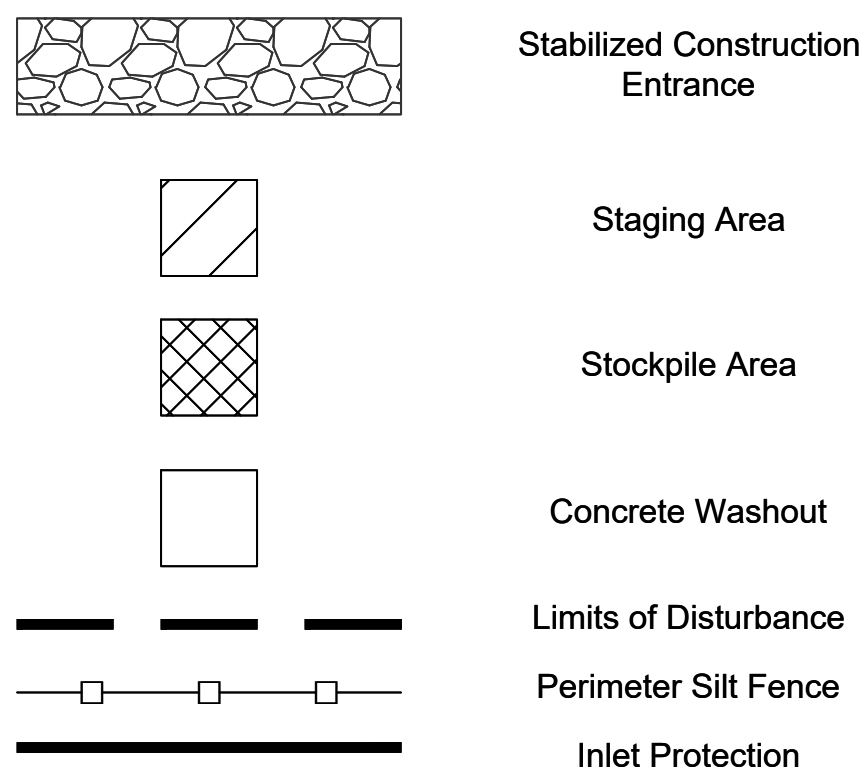 Stabilized Construction
Entrance
Staging Area
Stockpile Area
Concrete Washout
Limits of Disturbance
Perimeter Silt Fence
Inlet Protection